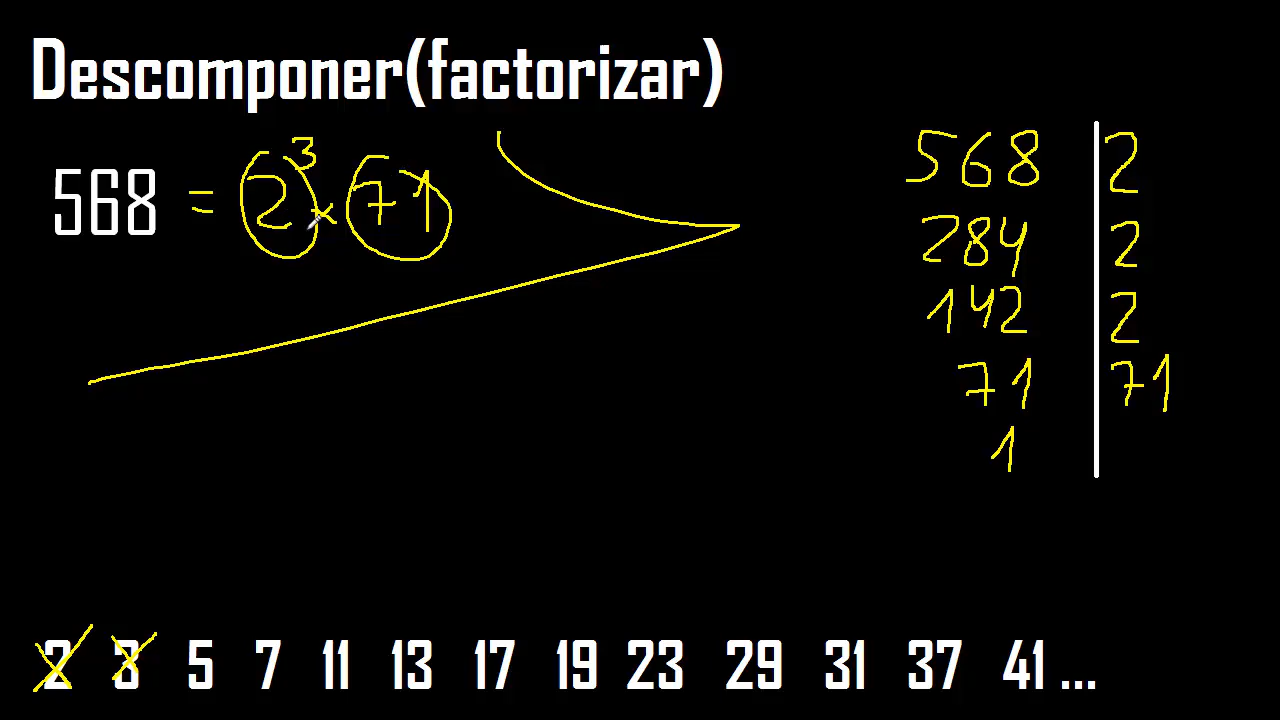 Descomponer(factorizar)
568 = 2³ × 71
568 | 2
284 | 2
142 | 2
71 | 71
1
2 3 5 7 11 13 17 19 23 29 31 37 41 ...